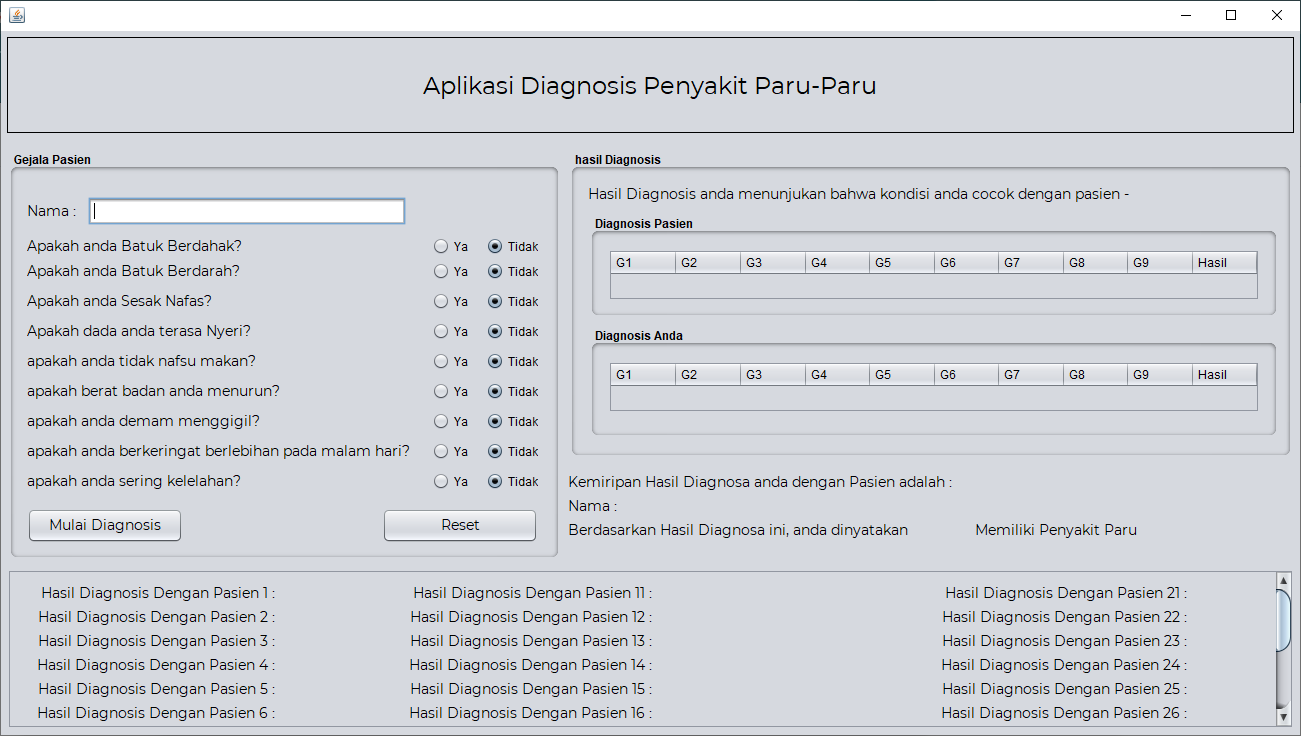 Aplikasi Diagnosis Penyakit Paru-Paru
Gejala Pasien
Nama :
Apakah anda Batuk Berdahak? Ya Tidak
Apakah anda Batuk Berdarah? Ya Tidak
Apakah anda Sesak Nafas? Ya Tidak
Apakah dada anda terasa Nyeri? Ya Tidak
apakah anda tidak nafsu makan? Ya Tidak
apakah berat badan anda menurun? Ya Tidak
apakah anda demam menggigil? Ya Tidak
apakah anda berkeringat berlebihan pada malam hari? Ya Tidak
apakah anda sering kelelahan? Ya Tidak
Mulai Diagnosis Reset
hasil Diagnosis
Hasil Diagnosis anda menunjukan bahwa kondisi anda cocok dengan pasien -
Diagnosis Pasien
G1 G2 G3 G4 G5 G6 G7 G8 G9 Hasil
Diagnosis Anda
G1 G2 G3 G4 G5 G6 G7 G8 G9 Hasil
Kemiripan Hasil Diagnosa anda dengan Pasien adalah :
Nama :
Berdasarkan Hasil Diagnosa ini, anda dinyatakan Memiliki Penyakit Paru
Hasil Diagnosis Dengan Pasien 1 : Hasil Diagnosis Dengan Pasien 11 : Hasil Diagnosis Dengan Pasien 21 :
Hasil Diagnosis Dengan Pasien 2 : Hasil Diagnosis Dengan Pasien 12 : Hasil Diagnosis Dengan Pasien 22 :
Hasil Diagnosis Dengan Pasien 3 : Hasil Diagnosis Dengan Pasien 13 : Hasil Diagnosis Dengan Pasien 23 :
Hasil Diagnosis Dengan Pasien 4 : Hasil Diagnosis Dengan Pasien 14 : Hasil Diagnosis Dengan Pasien 24 :
Hasil Diagnosis Dengan Pasien 5 : Hasil Diagnosis Dengan Pasien 15 : Hasil Diagnosis Dengan Pasien 25 :
Hasil Diagnosis Dengan Pasien 6 : Hasil Diagnosis Dengan Pasien 16 : Hasil Diagnosis Dengan Pasien 26 :